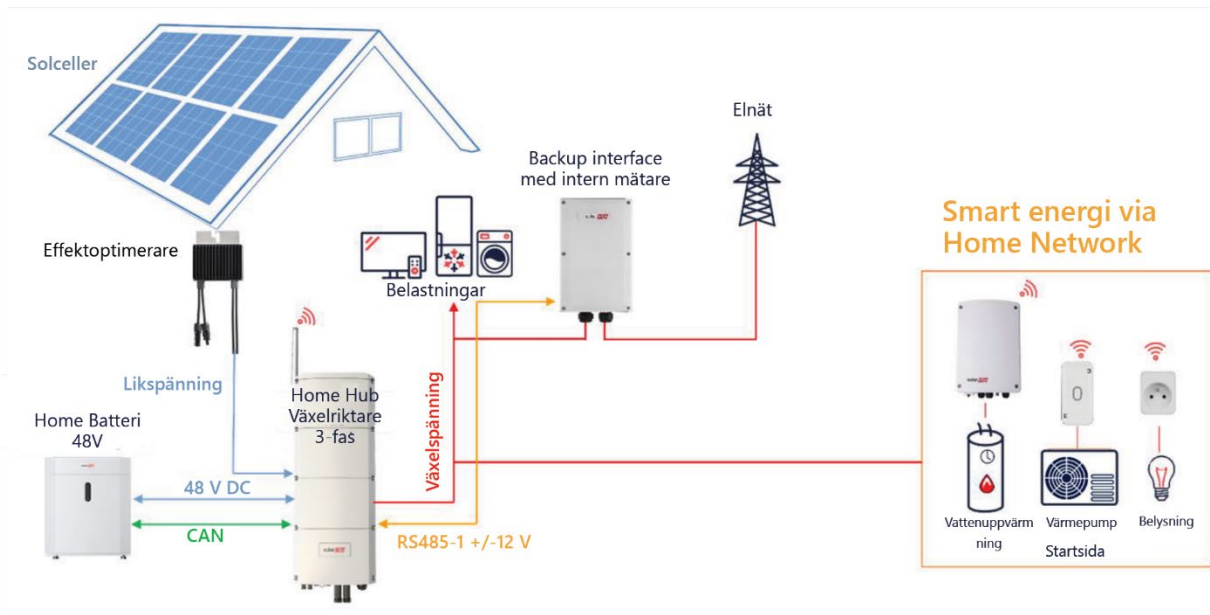 Solceller
Elnät
Backup interface
med intern mätare
Smart energi via
Home Network
Effektoptimerare
Belastningar
Likspänning
Växelspänning
Home Hub
Växelriktare
3-fas
Home Batteri
48V
48 V DC
CAN
RS485-1 +/-12 V
Vattenuppvärm
ning
Värmepump
Belysning
Startsida